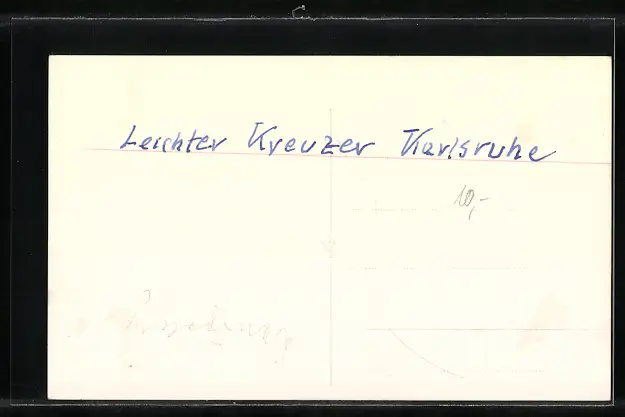 Leichter Kreuzer Karlsruhe
10,-